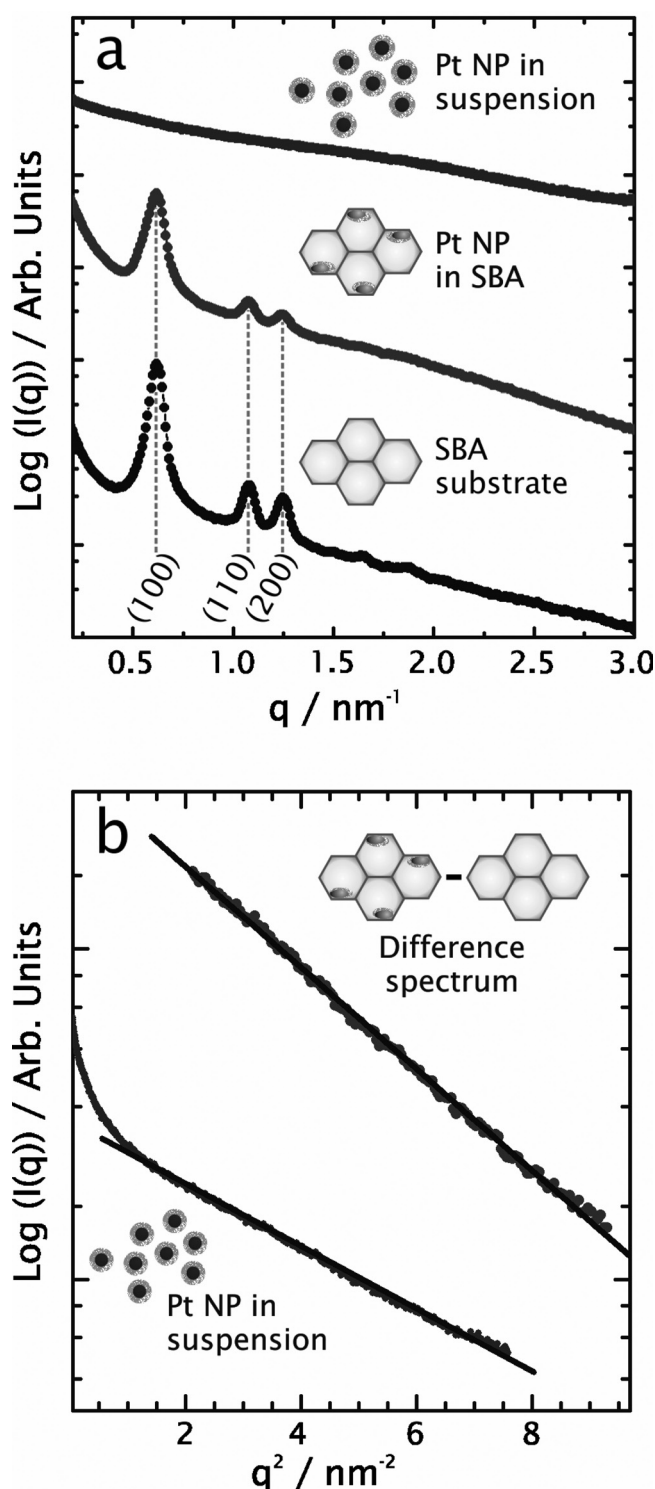 a
Pt NP in
suspension
Pt NP
in SBA
SBA
substrate
(100)
(110)
(200)
Log (I(q)) / Arb. Units
0.5 1.0 1.5 2.0 2.5 3.0
q / nm⁻¹
b
Difference
spectrum
Pt NP in
suspension
Log (I(q)) / Arb. Units
2 4 6 8
q² / nm⁻²